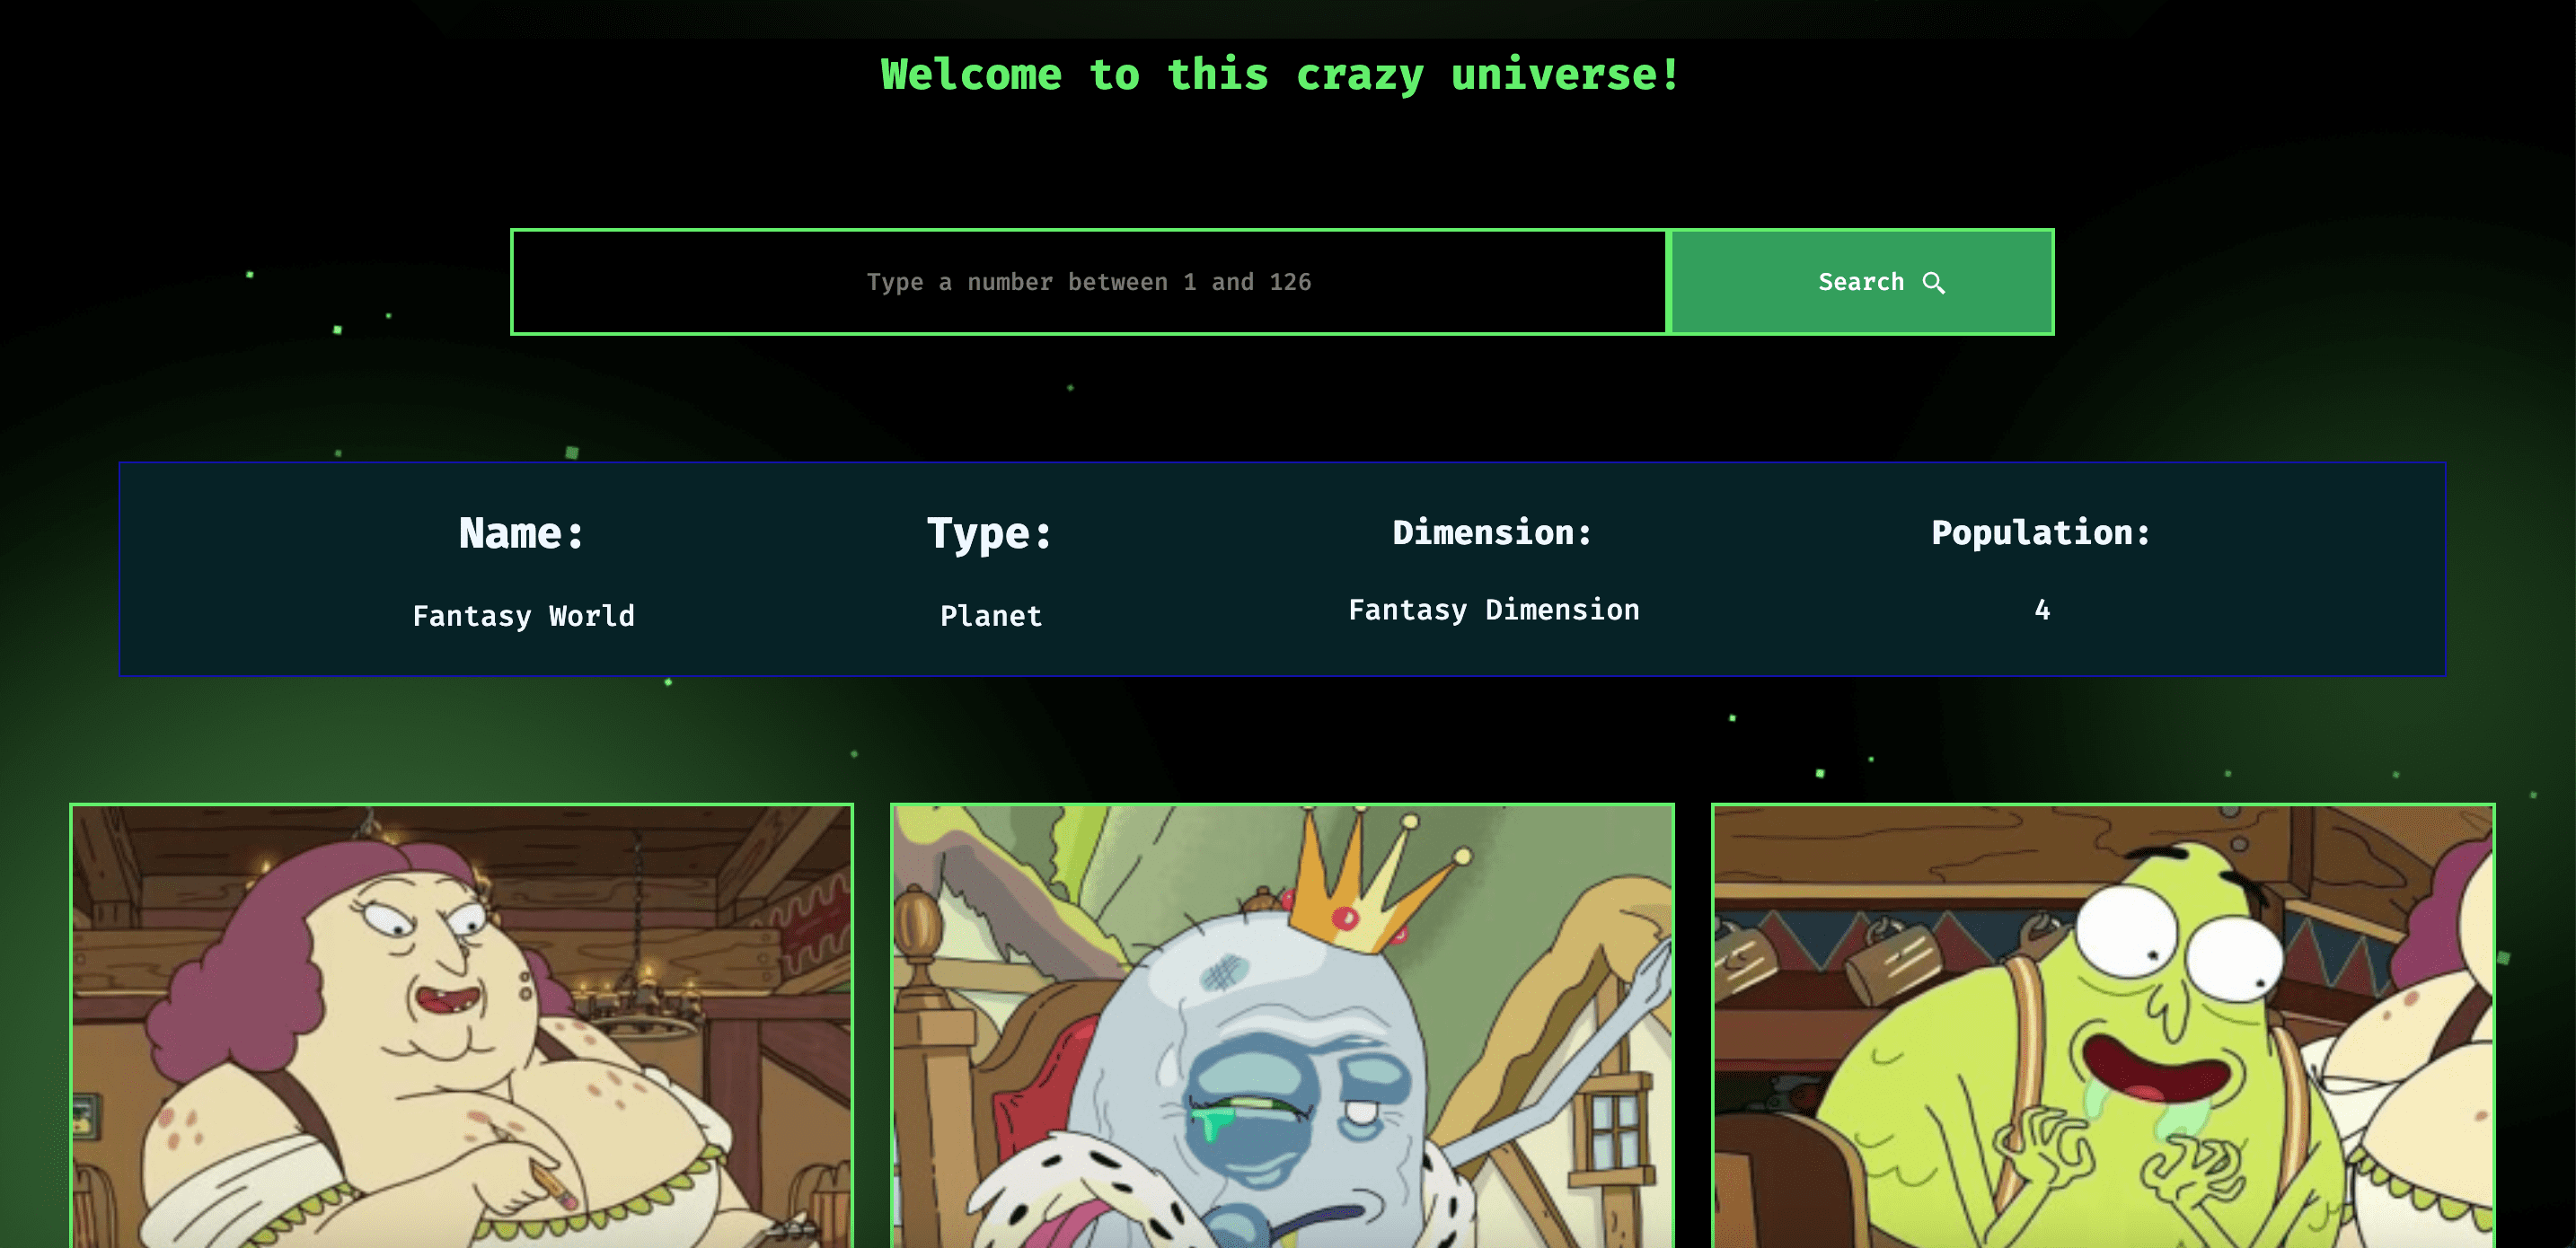 Welcome to this crazy universe!
Type a number between 1 and 126
Search
Name: Type: Dimension: Population:
Fantasy World Planet Fantasy Dimension 4